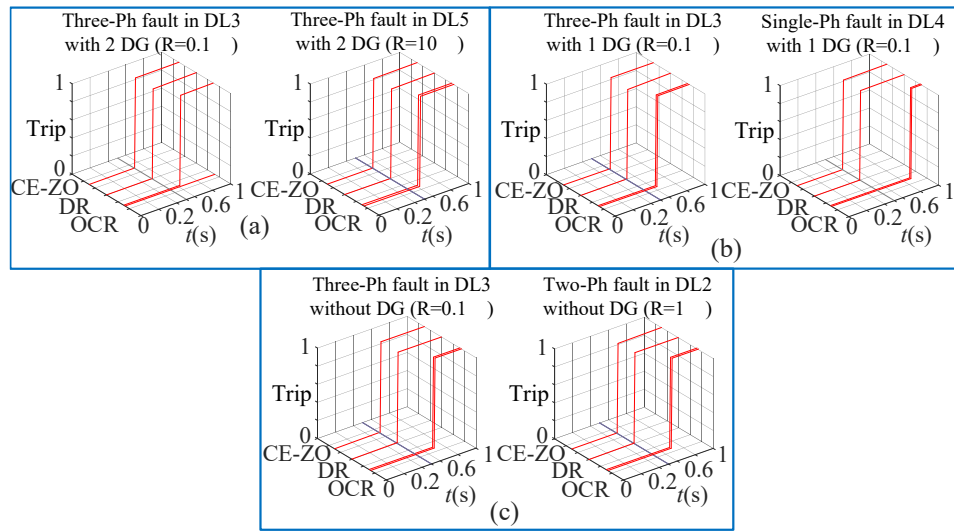 Three-Ph fault in DL3
with 2 DG (R=0.1 )
1
Trip
0
CE-ZO
DR
OCR
0
0.2
0.6
1
t(s)
Three-Ph fault in DL5
with 2 DG (R=10 )
1
Trip
0
CE-ZO
DR
OCR
0
0.2
0.6
1
t(s)
(a)
Three-Ph fault in DL3
with 1 DG (R=0.1 )
1
Trip
0
CE-ZO
DR
OCR
0
0.2
0.6
1
t(s)
Single-Ph fault in DL4
with 1 DG (R=0.1 )
1
Trip
0
CE-ZO
DR
OCR
0
0.2
0.6
1
t(s)
(b)
Three-Ph fault in DL3
without DG (R=0.1 )
1
Trip
0
CE-ZO
DR
OCR
0
0.2
0.6
1
t(s)
Two-Ph fault in DL2
without DG (R=1 )
1
Trip
0
CE-ZO
DR
OCR
0
0.2
0.6
1
t(s)
(c)